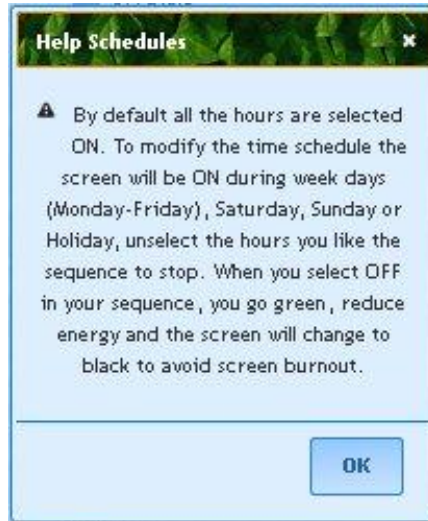 Help Schedules
By default all the hours are selected
ON. To modify the time schedule the
screen will be ON during week days
(Monday-Friday), Saturday, Sunday or
Holiday, unselect the hours you like the
sequence to stop. When you select OFF
in your sequence, you go green, reduce
energy and the screen will change to
black to avoid screen burnout.
OK